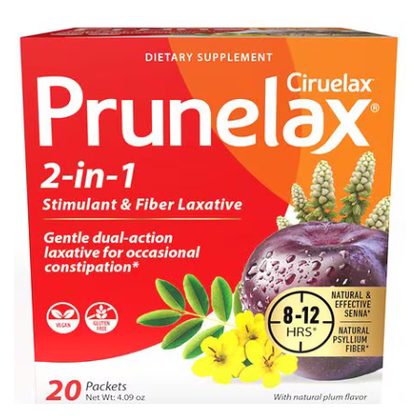 DIETARY SUPPLEMENT
Ciruelax
Prunelax®
2-in-1
Stimulant & Fiber Laxative
Gentle dual-action
laxative for occasional
constipation*
VEGAN
GLUTEN
FREE
8-12
HRS*
NATURAL &
EFFECTIVE
SENNA*
NATURAL
PSYLLIUM
FIBER*
20 Packets
Net Wt: 4.09 oz
With natural plum flavor